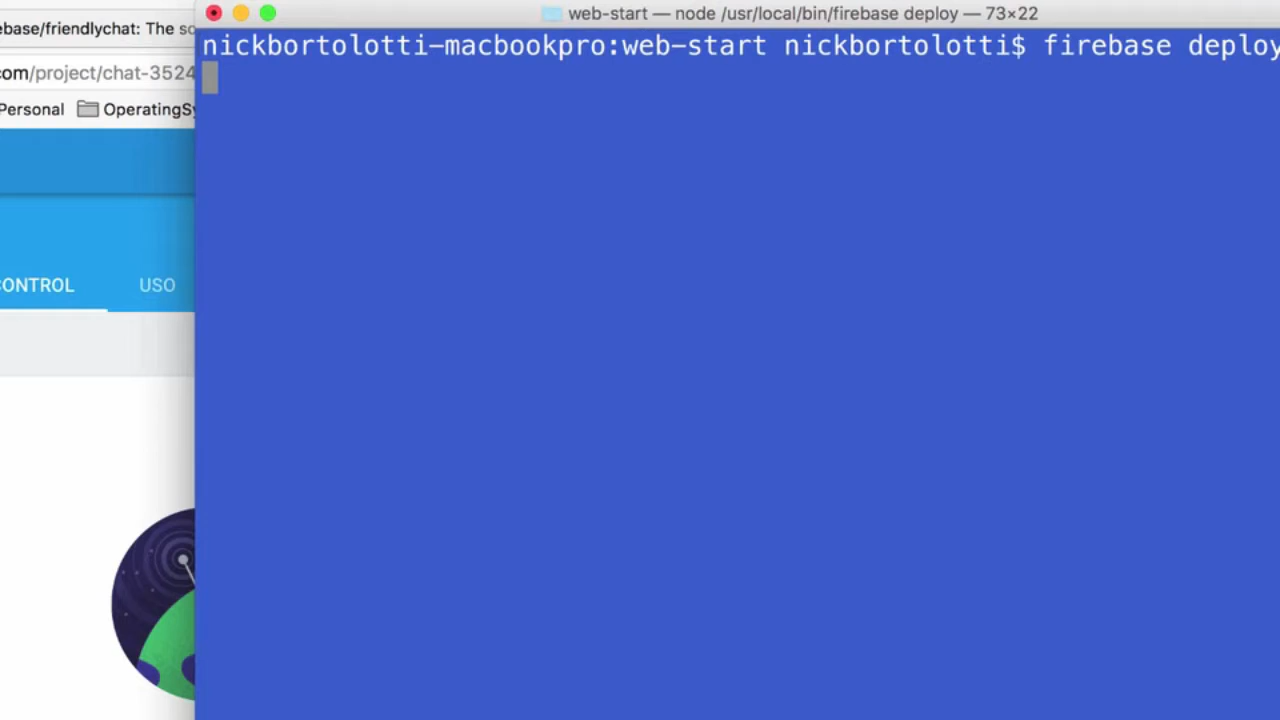 web-start — node /usr/local/bin/firebase deploy — 73×22
nickbortolotti-macbookpro:web-start nickbortolotti$ firebase deploy
ebase/friendlychat: The so
com/project/chat-3524
Personal OperatingSy
CONTROL USO